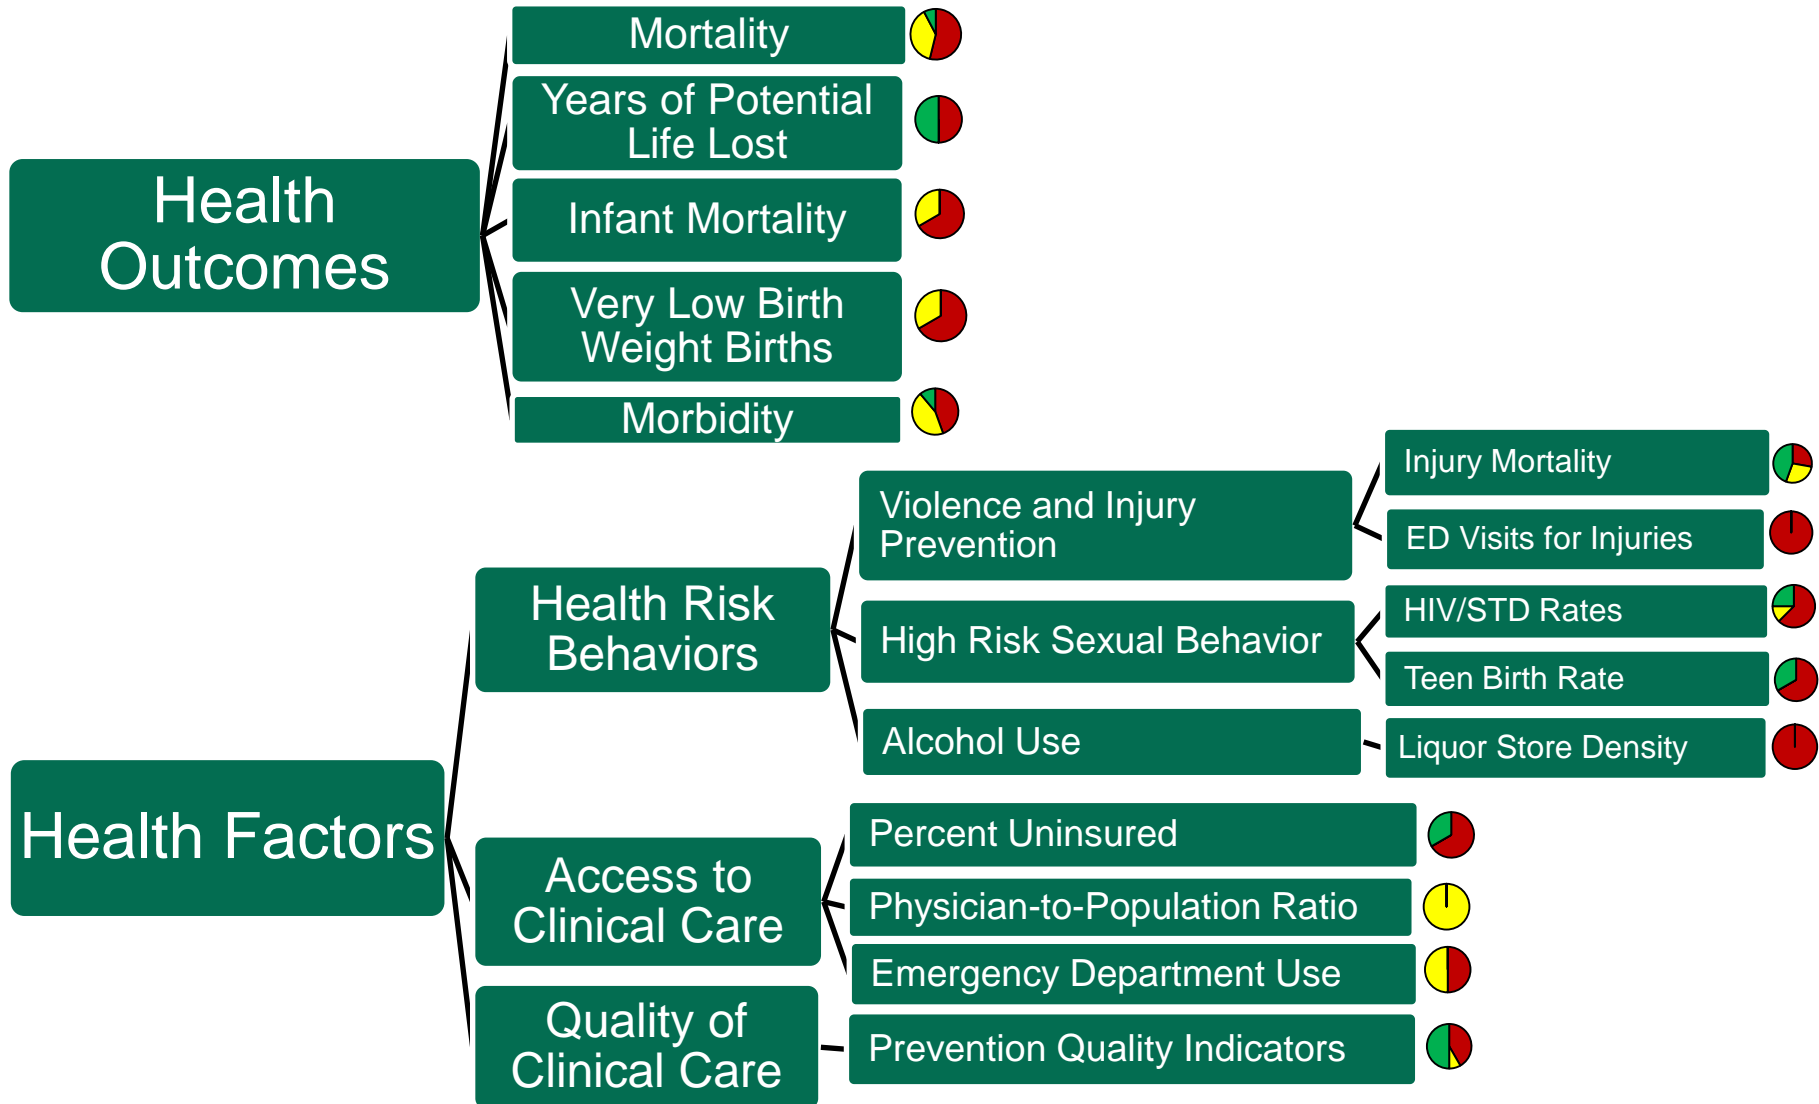 Mortality
Years of Potential
Life Lost
Health
Outcomes
Infant Mortality
Very Low Birth
Weight Births
Morbidity
Injury Mortality
Violence and Injury
Prevention
ED Visits for Injuries
Health Risk
Behaviors
HIV/STD Rates
High Risk Sexual Behavior
Teen Birth Rate
Alcohol Use
Liquor Store Density
Health Factors
Percent Uninsured
Access to
Clinical Care
Physician-to-Population Ratio
Emergency Department Use
Quality of
Clinical Care
Prevention Quality Indicators